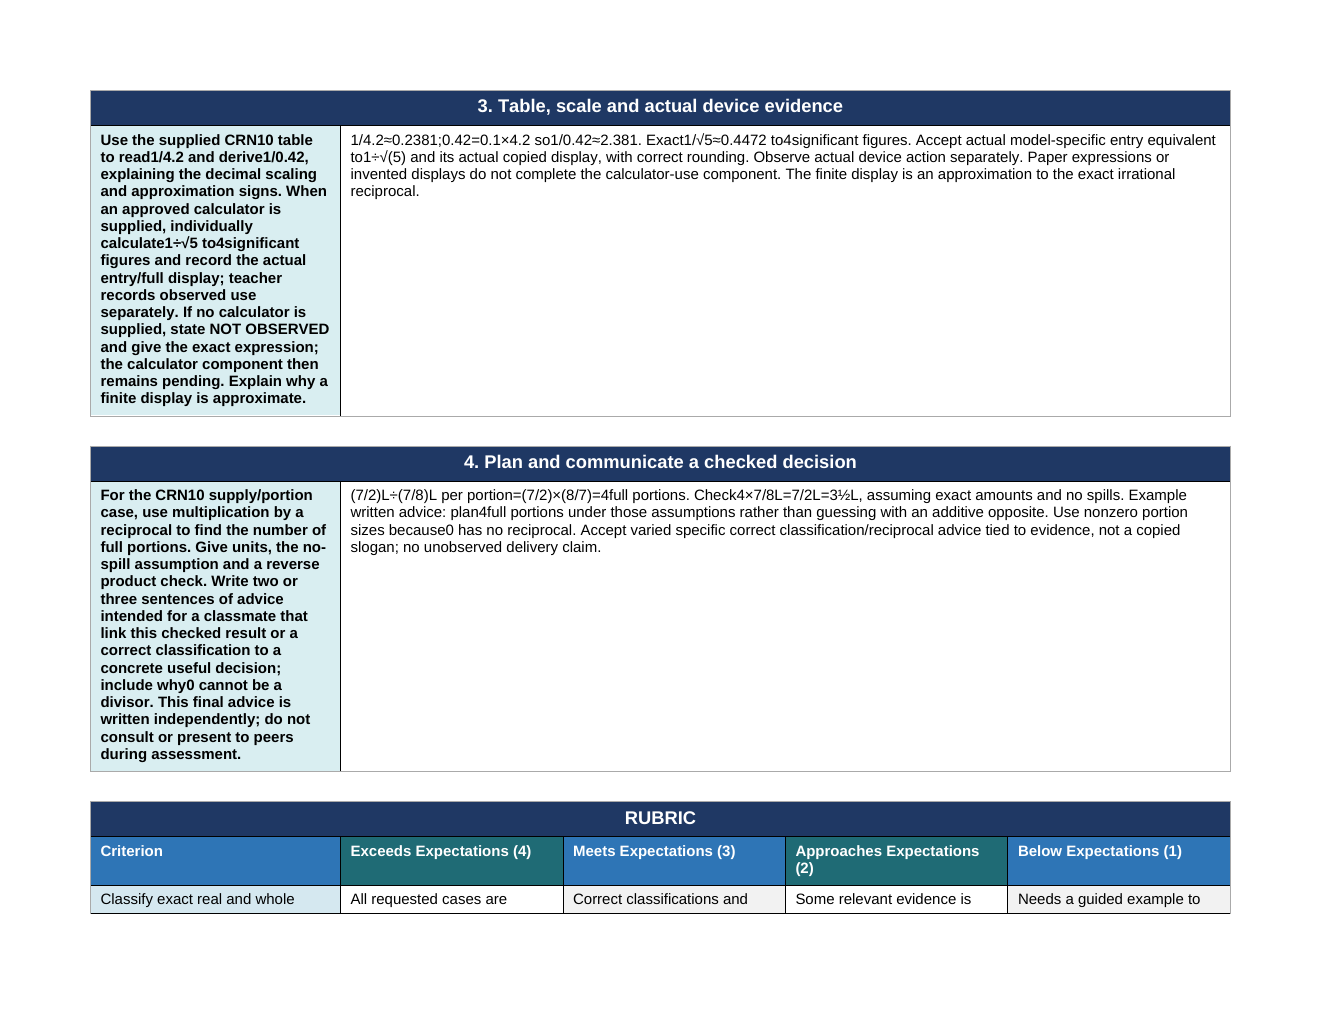 3. Table, scale and actual device evidence
Use the supplied CRN10 table
to read1/4.2 and derive1/0.42,
explaining the decimal scaling
and approximation signs. When
an approved calculator is
supplied, individually
calculate1÷√5 to4significant
figures and record the actual
entry/full display; teacher
records observed use
separately. If no calculator is
supplied, state NOT OBSERVED
and give the exact expression;
the calculator component then
remains pending. Explain why a
finite display is approximate.
1/4.2≈0.2381;0.42=0.1×4.2 so1/0.42≈2.381. Exact1/√5≈0.4472 to4significant figures. Accept actual model-specific entry equivalent
to1÷√(5) and its actual copied display, with correct rounding. Observe actual device action separately. Paper expressions or
invented displays do not complete the calculator-use component. The finite display is an approximation to the exact irrational
reciprocal.
4. Plan and communicate a checked decision
For the CRN10 supply/portion
case, use multiplication by a
reciprocal to find the number of
full portions. Give units, the no-
spill assumption and a reverse
product check. Write two or
three sentences of advice
intended for a classmate that
link this checked result or a
correct classification to a
concrete useful decision;
include why0 cannot be a
divisor. This final advice is
written independently; do not
consult or present to peers
during assessment.
(7/2)L÷(7/8)L per portion=(7/2)×(8/7)=4full portions. Check4×7/8L=7/2L=3½L, assuming exact amounts and no spills. Example
written advice: plan4full portions under those assumptions rather than guessing with an additive opposite. Use nonzero portion
sizes because0 has no reciprocal. Accept varied specific correct classification/reciprocal advice tied to evidence, not a copied
slogan; no unobserved delivery claim.
RUBRIC
Criterion
Exceeds Expectations (4)
Meets Expectations (3)
Approaches Expectations
(2)
Below Expectations (1)
Classify exact real and whole
All requested cases are
Correct classifications and
Some relevant evidence is
Needs a guided example to